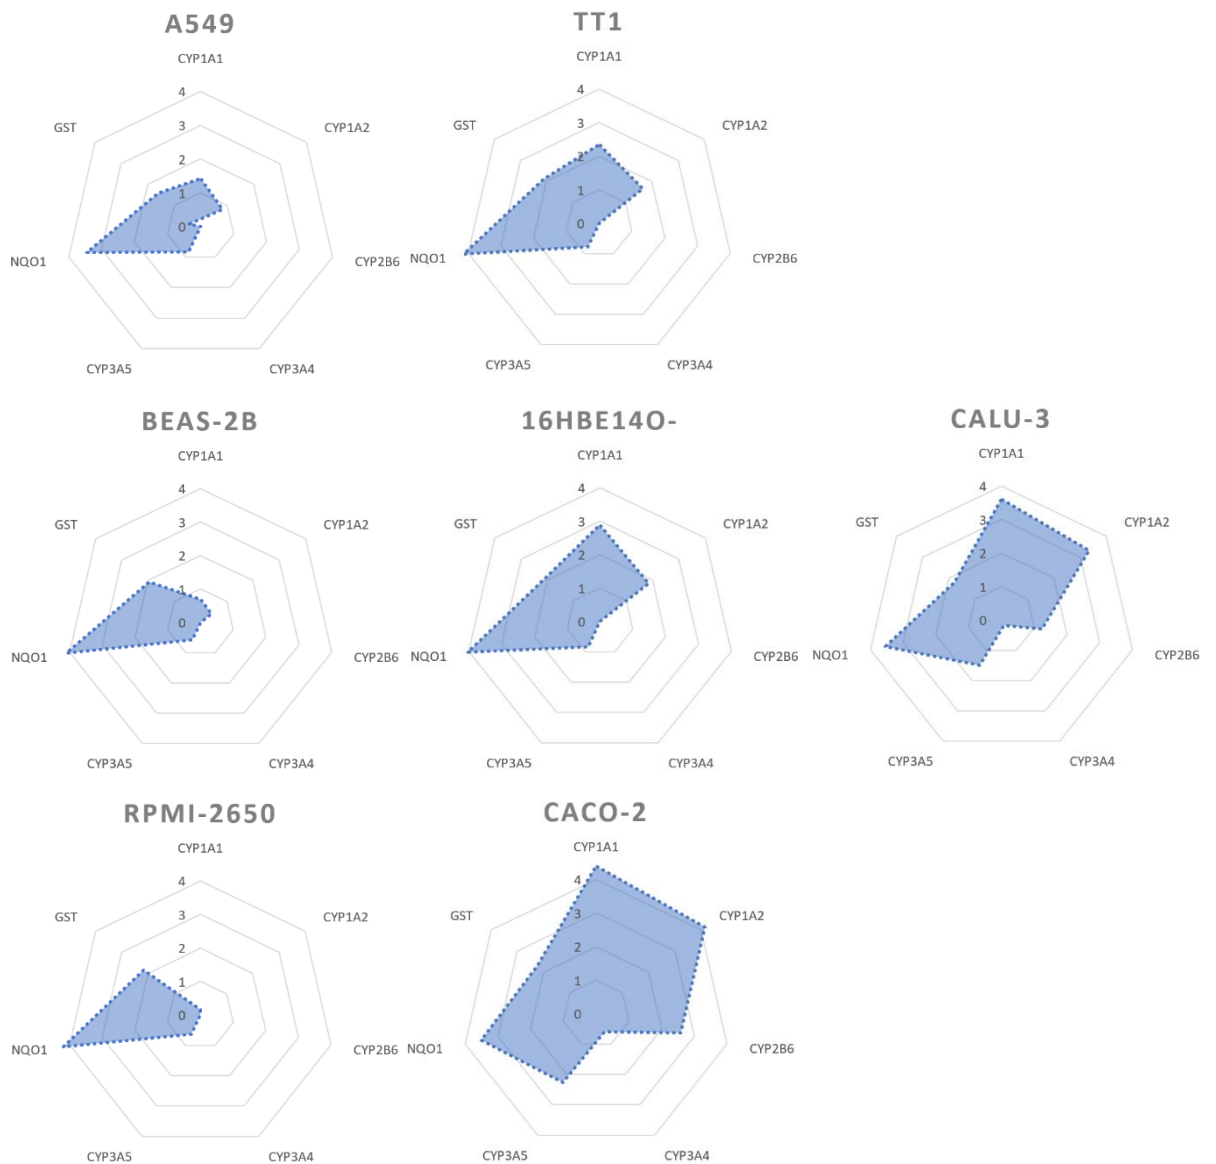 A549
CYP1A1
4
GST
CYP1A2
3
2
1
0
NQO1
CYP2B6
CYP3A5
CYP3A4
TT1
CYP1A1
4
GST
CYP1A2
3
2
1
0
NQO1
CYP2B6
CYP3A5
CYP3A4
BEAS-2B
CYP1A1
4
GST
CYP1A2
3
2
1
0
NQO1
CYP2B6
CYP3A5
CYP3A4
16HBE14O-
CYP1A1
4
GST
CYP1A2
3
2
1
0
NQO1
CYP2B6
CYP3A5
CYP3A4
CALU-3
CYP1A1
4
GST
CYP1A2
3
2
1
0
NQO1
CYP2B6
CYP3A5
CYP3A4
RPMI-2650
CYP1A1
4
GST
CYP1A2
3
2
1
0
NQO1
CYP2B6
CYP3A5
CYP3A4
CACO-2
CYP1A1
4
GST
CYP1A2
3
2
1
0
NQO1
CYP2B6
CYP3A5
CYP3A4